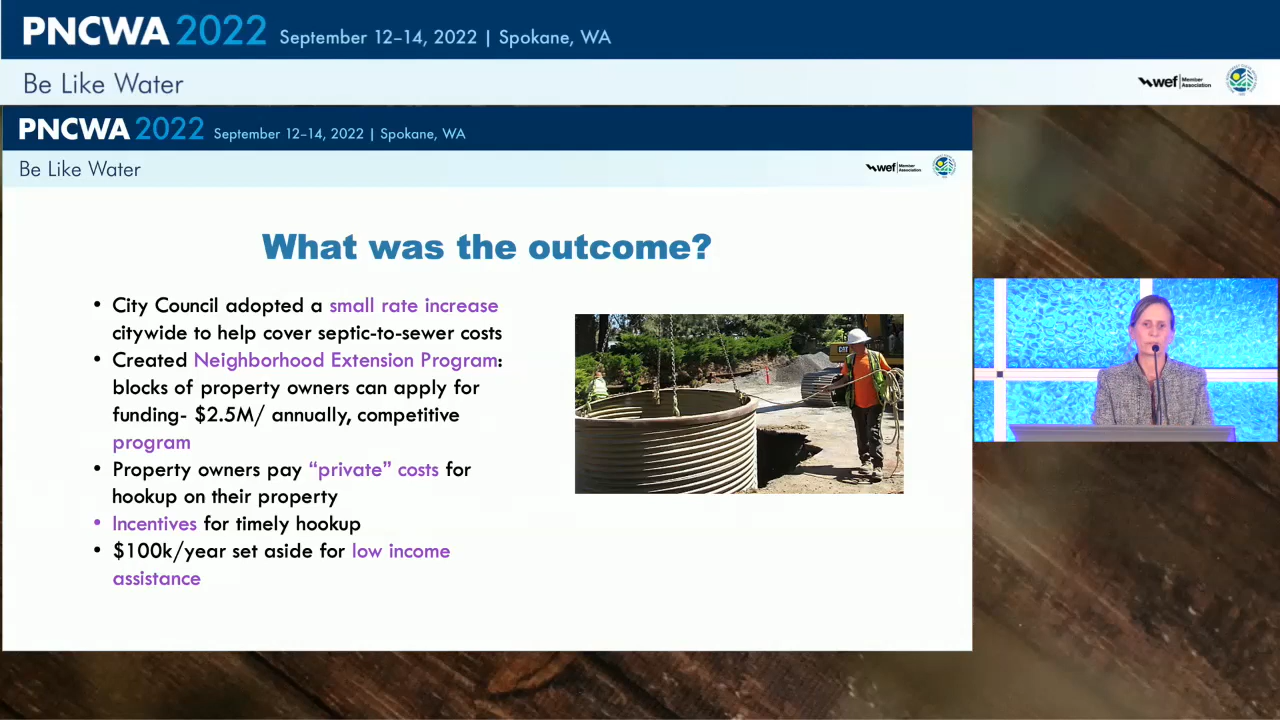 PNCWA 2022 September 12–14, 2022 | Spokane, WA
Be Like Water
wef Member Association
PNCWA 2022 September 12–14, 2022 | Spokane, WA
Be Like Water
wef Member Association
What was the outcome?
• City Council adopted a small rate increase
citywide to help cover septic-to-sewer costs
• Created Neighborhood Extension Program:
blocks of property owners can apply for
funding- $2.5M/ annually, competitive
program
• Property owners pay “private” costs for
hookup on their property
• Incentives for timely hookup
• $100k/year set aside for low income
assistance
CAT